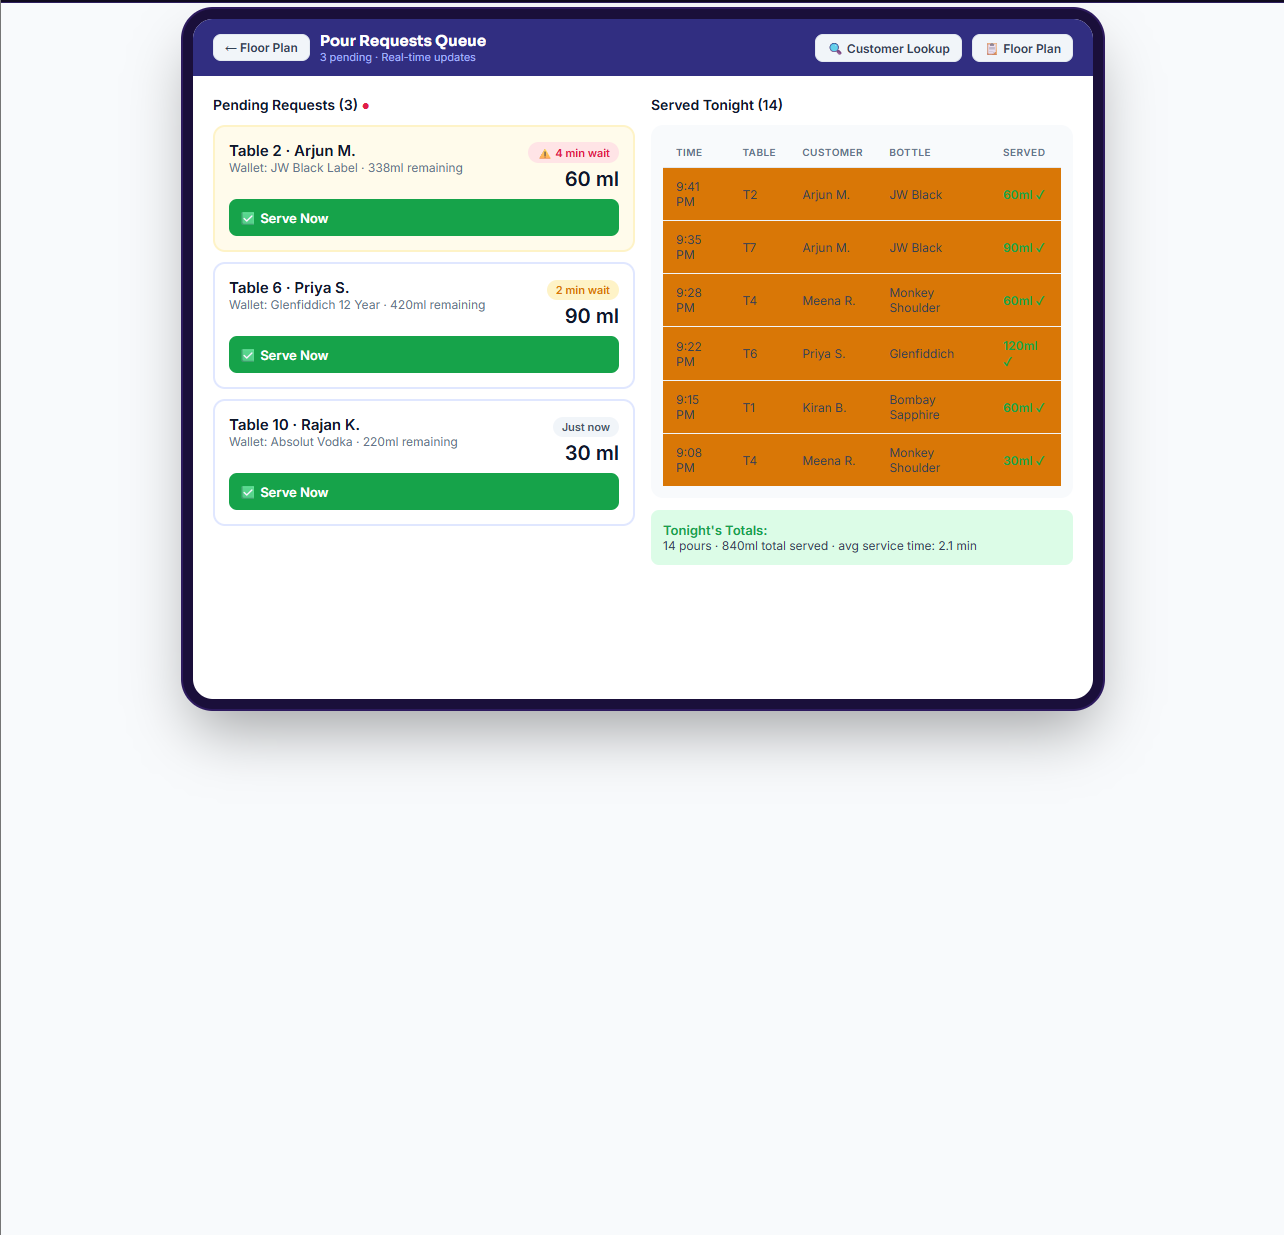 ← Floor Plan
Pour Requests Queue
3 pending · Real-time updates
🔍 Customer Lookup
📋 Floor Plan
Pending Requests (3) ●
Table 2 · Arjun M.
Wallet: JW Black Label · 338ml remaining
⚠️ 4 min wait
60 ml
✅ Serve Now
Table 6 · Priya S.
Wallet: Glenfiddich 12 Year · 420ml remaining
2 min wait
90 ml
✅ Serve Now
Table 10 · Rajan K.
Wallet: Absolut Vodka · 220ml remaining
Just now
30 ml
✅ Serve Now
Served Tonight (14)
TIME TABLE CUSTOMER BOTTLE SERVED
9:41 PM T2 Arjun M. JW Black 60ml ✓
9:35 PM T7 Arjun M. JW Black 90ml ✓
9:28 PM T4 Meena R. Monkey Shoulder 60ml ✓
9:22 PM T6 Priya S. Glenfiddich 120ml ✓
9:15 PM T1 Kiran B. Bombay Sapphire 60ml ✓
9:08 PM T4 Meena R. Monkey Shoulder 30ml ✓
Tonight's Totals:
14 pours · 840ml total served · avg service time: 2.1 min